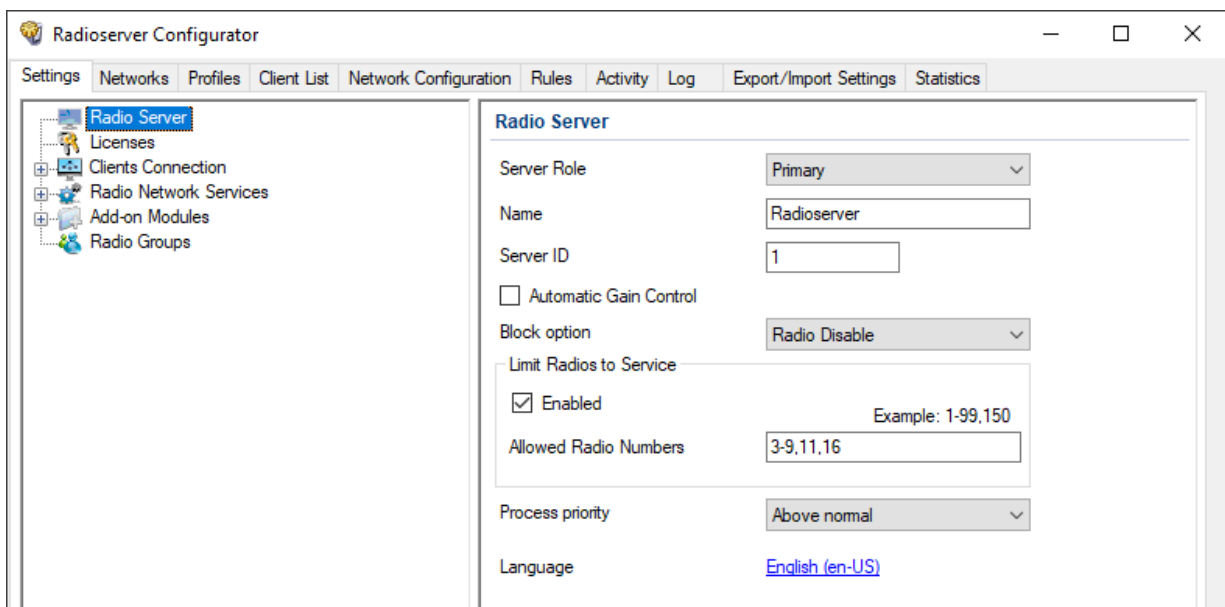 Radioserver Configurator
Settings Networks Profiles Client List Network Configuration Rules Activity Log Export/Import Settings Statistics
Radio Server
Licenses
Clients Connection
Radio Network Services
Add-on Modules
Radio Groups
Radio Server
Server Role Primary
Name Radioserver
Server ID 1
Automatic Gain Control
Block option Radio Disable
Limit Radios to Service
Enabled
Example: 1-99,150
Allowed Radio Numbers 3-9,11,16
Process priority Above normal
Language English (en-US)